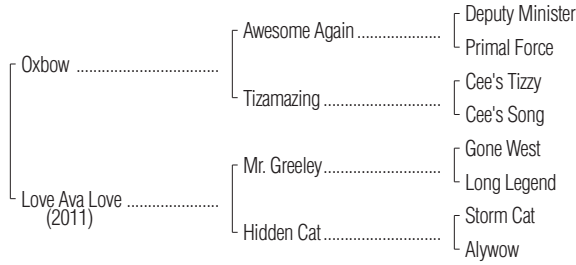 Deputy Minister
Awesome Again ....................
Primal Force
Oxbow ..................................
Cee's Tizzy
Tizamazing ............................
Cee's Song
Gone West
Mr. Greeley............................
Long Legend
Love Ava Love ......................
(2011)
Storm Cat
Hidden Cat............................
Alywow